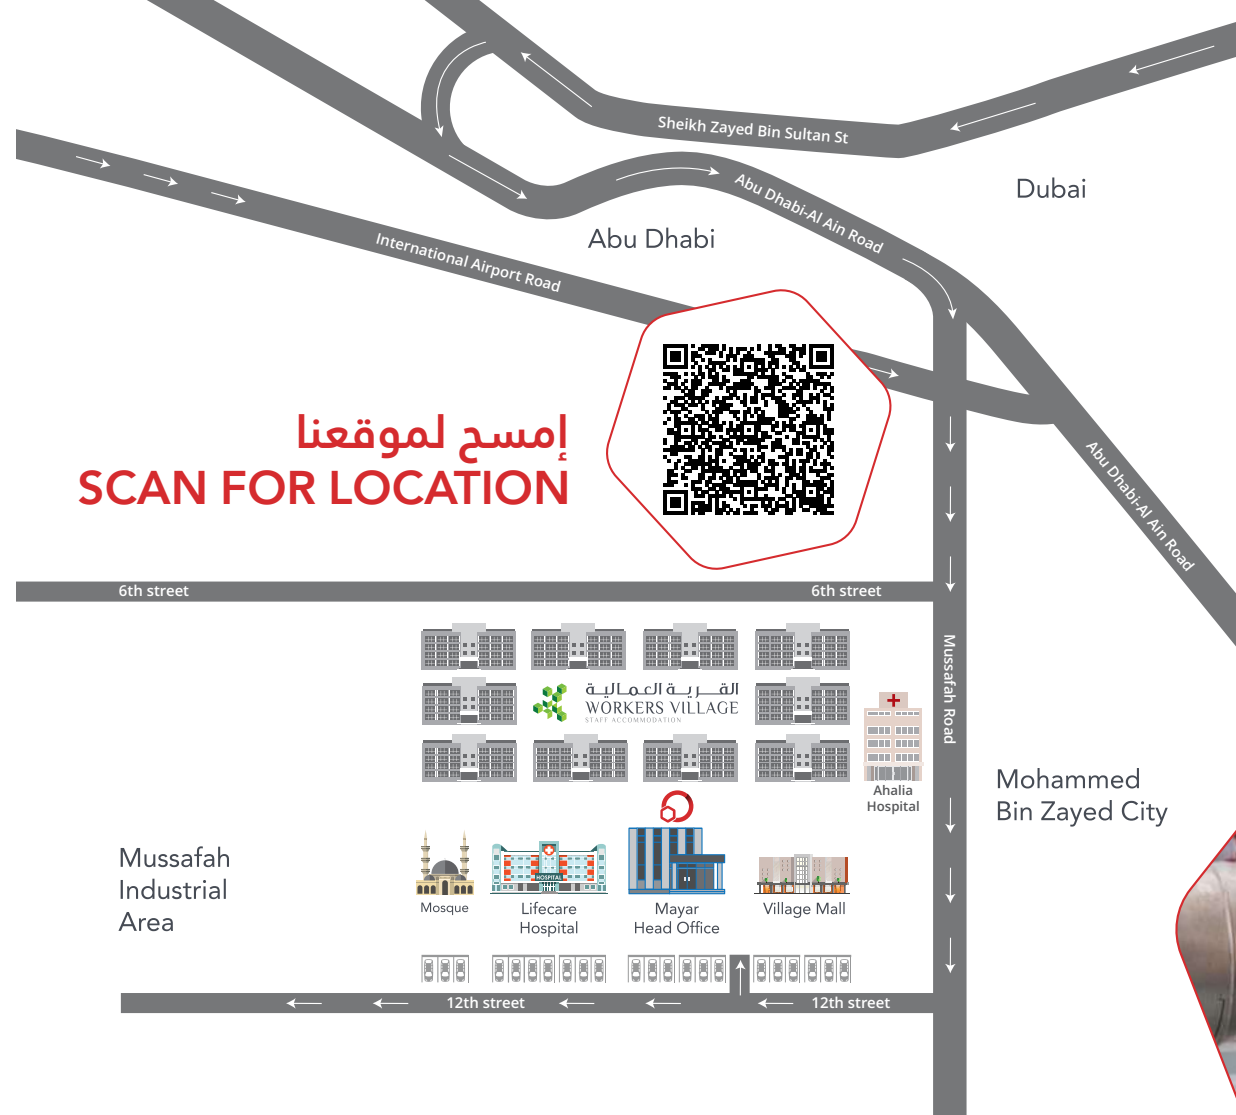 Sheikh Zayed Bin Sultan St
Dubai
Abu Dhabi-Al Ain Road
Abu Dhabi
International Airport Road
إمسح لموقعنا
SCAN FOR LOCATION
Abu Dhabi-Al Ain Road
6th street
6th street
Mussafah Road
القرية العمالية
WORKERS VILLAGE
STAFF ACCOMMODATION
Ahalia
Hospital
Mohammed
Bin Zayed City
Mussafah
Industrial
Area
HOSPITAL
Mosque
Lifecare
Hospital
Mayar
Head Office
Village Mall
12th street
12th street